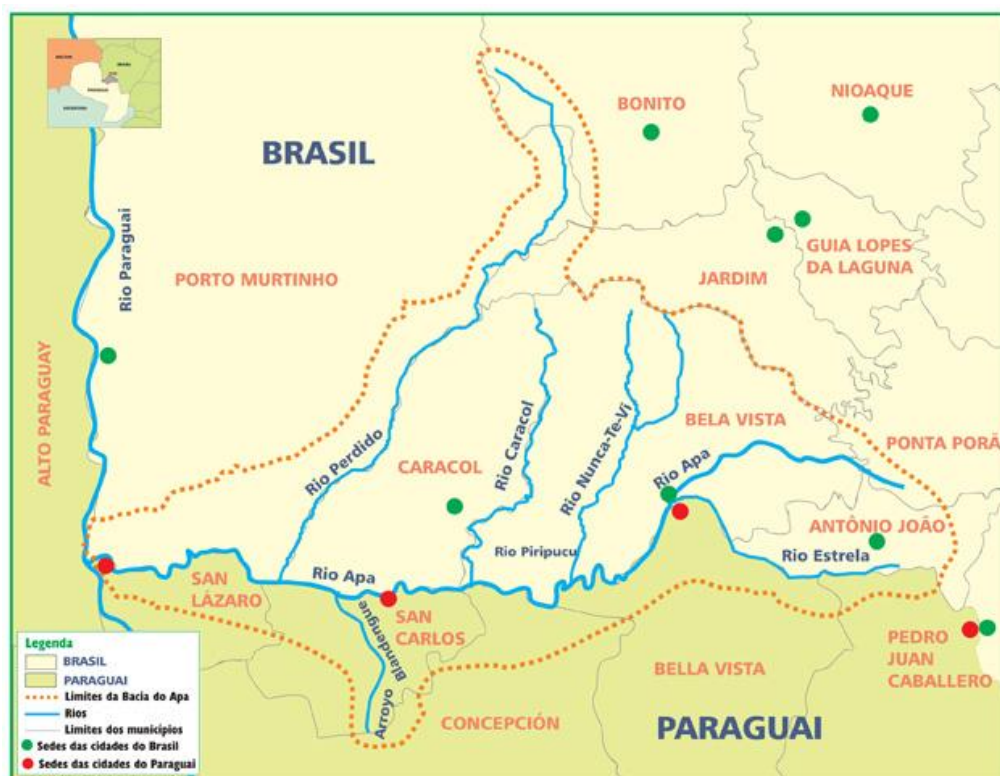 BRASIL
BONITO
NIOAQUE
Rio Paraguai
PORTO MURTINHO
GUIA LOPES
DA LAGUNA
JARDIM
ALTO PARAGUAY
Rio Perdido
CARACOL
Rio Caracol
Rio Nunca-Te-Vi
BELA VISTA
Rio Apa
PONTA PORÃ
ANTÔNIO JOÃO
Rio Estrela
Rio Piripucu
Rio Apa
SAN
LÁZARO
SAN
CARLOS
Arroyo Blandengue
CONCEPCIÓN
BELLA VISTA
PEDRO
JUAN
CABALLERO
PARAGUAI
Legenda
BRASIL
PARAGUAI
Limites da Bacia do Apa
Rios
Limites dos municípios
Sedes das cidades do Brasil
Sedes das cidades do Paraguai